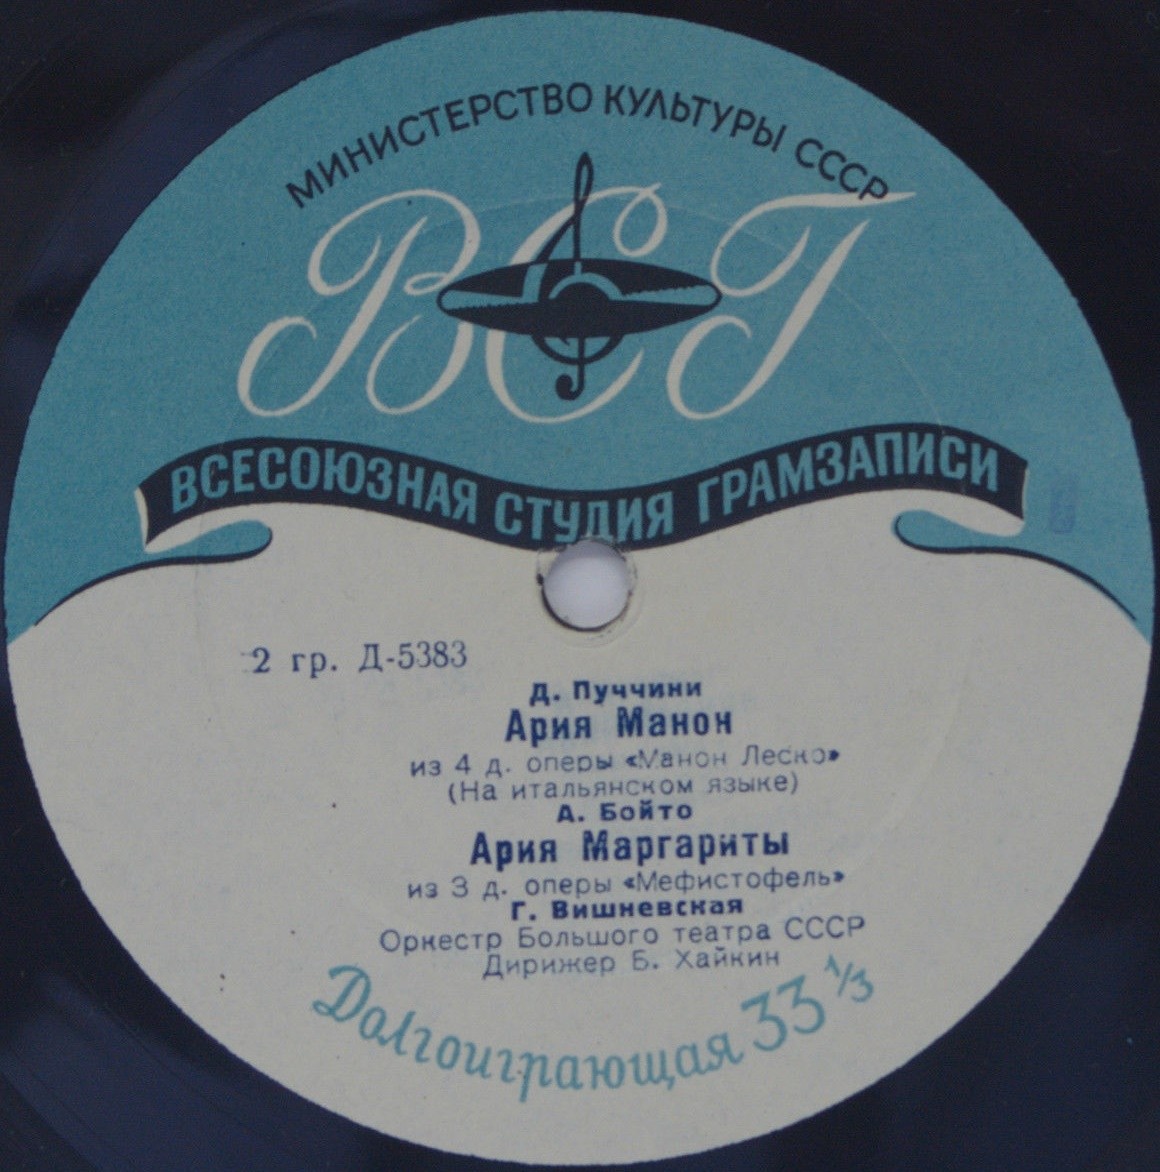 МИНИСТЕРСТВО КУЛЬТУРЫ СССР
ВСГ
ВСЕСОЮЗНАЯ СТУДИЯ ГРАМЗАПИСИ
2 гр. Д-5383
Д. Пуччини
Ария Манон
из 4 д. оперы «Манон Леско»
(На итальянском языке)
А. Бойто
Ария Маргариты
из 3 д. оперы «Мефистофель»
Г. Вишневская
Оркестр Большого театра СССР
Дирижер Б. Хайкин
Долгоиграющая 33 1/3